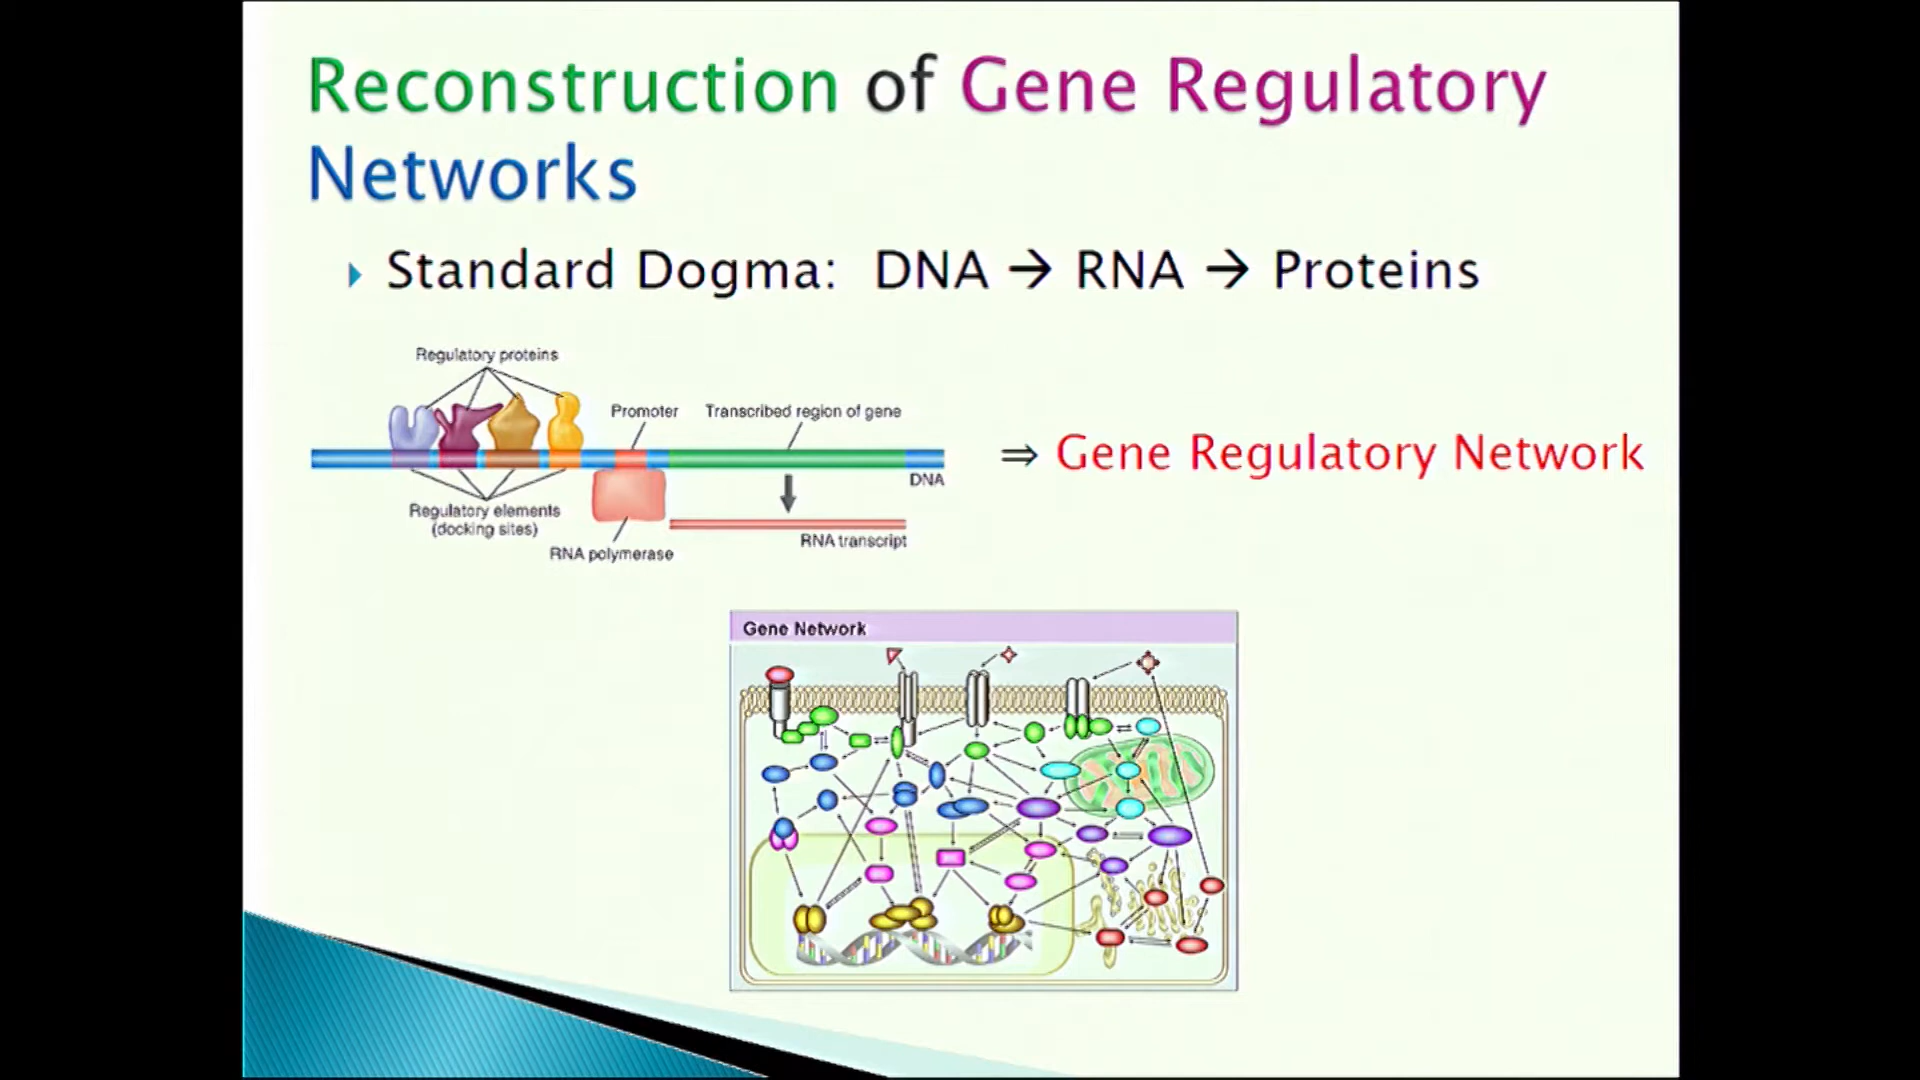 Reconstruction of Gene Regulatory
Networks
Standard Dogma: DNA → RNA → Proteins
Regulatory proteins
Promoter
Transcribed region of gene
⇒ Gene Regulatory Network
DNA
Regulatory elements
(docking sites)
RNA polymerase
RNA transcript
Gene Network